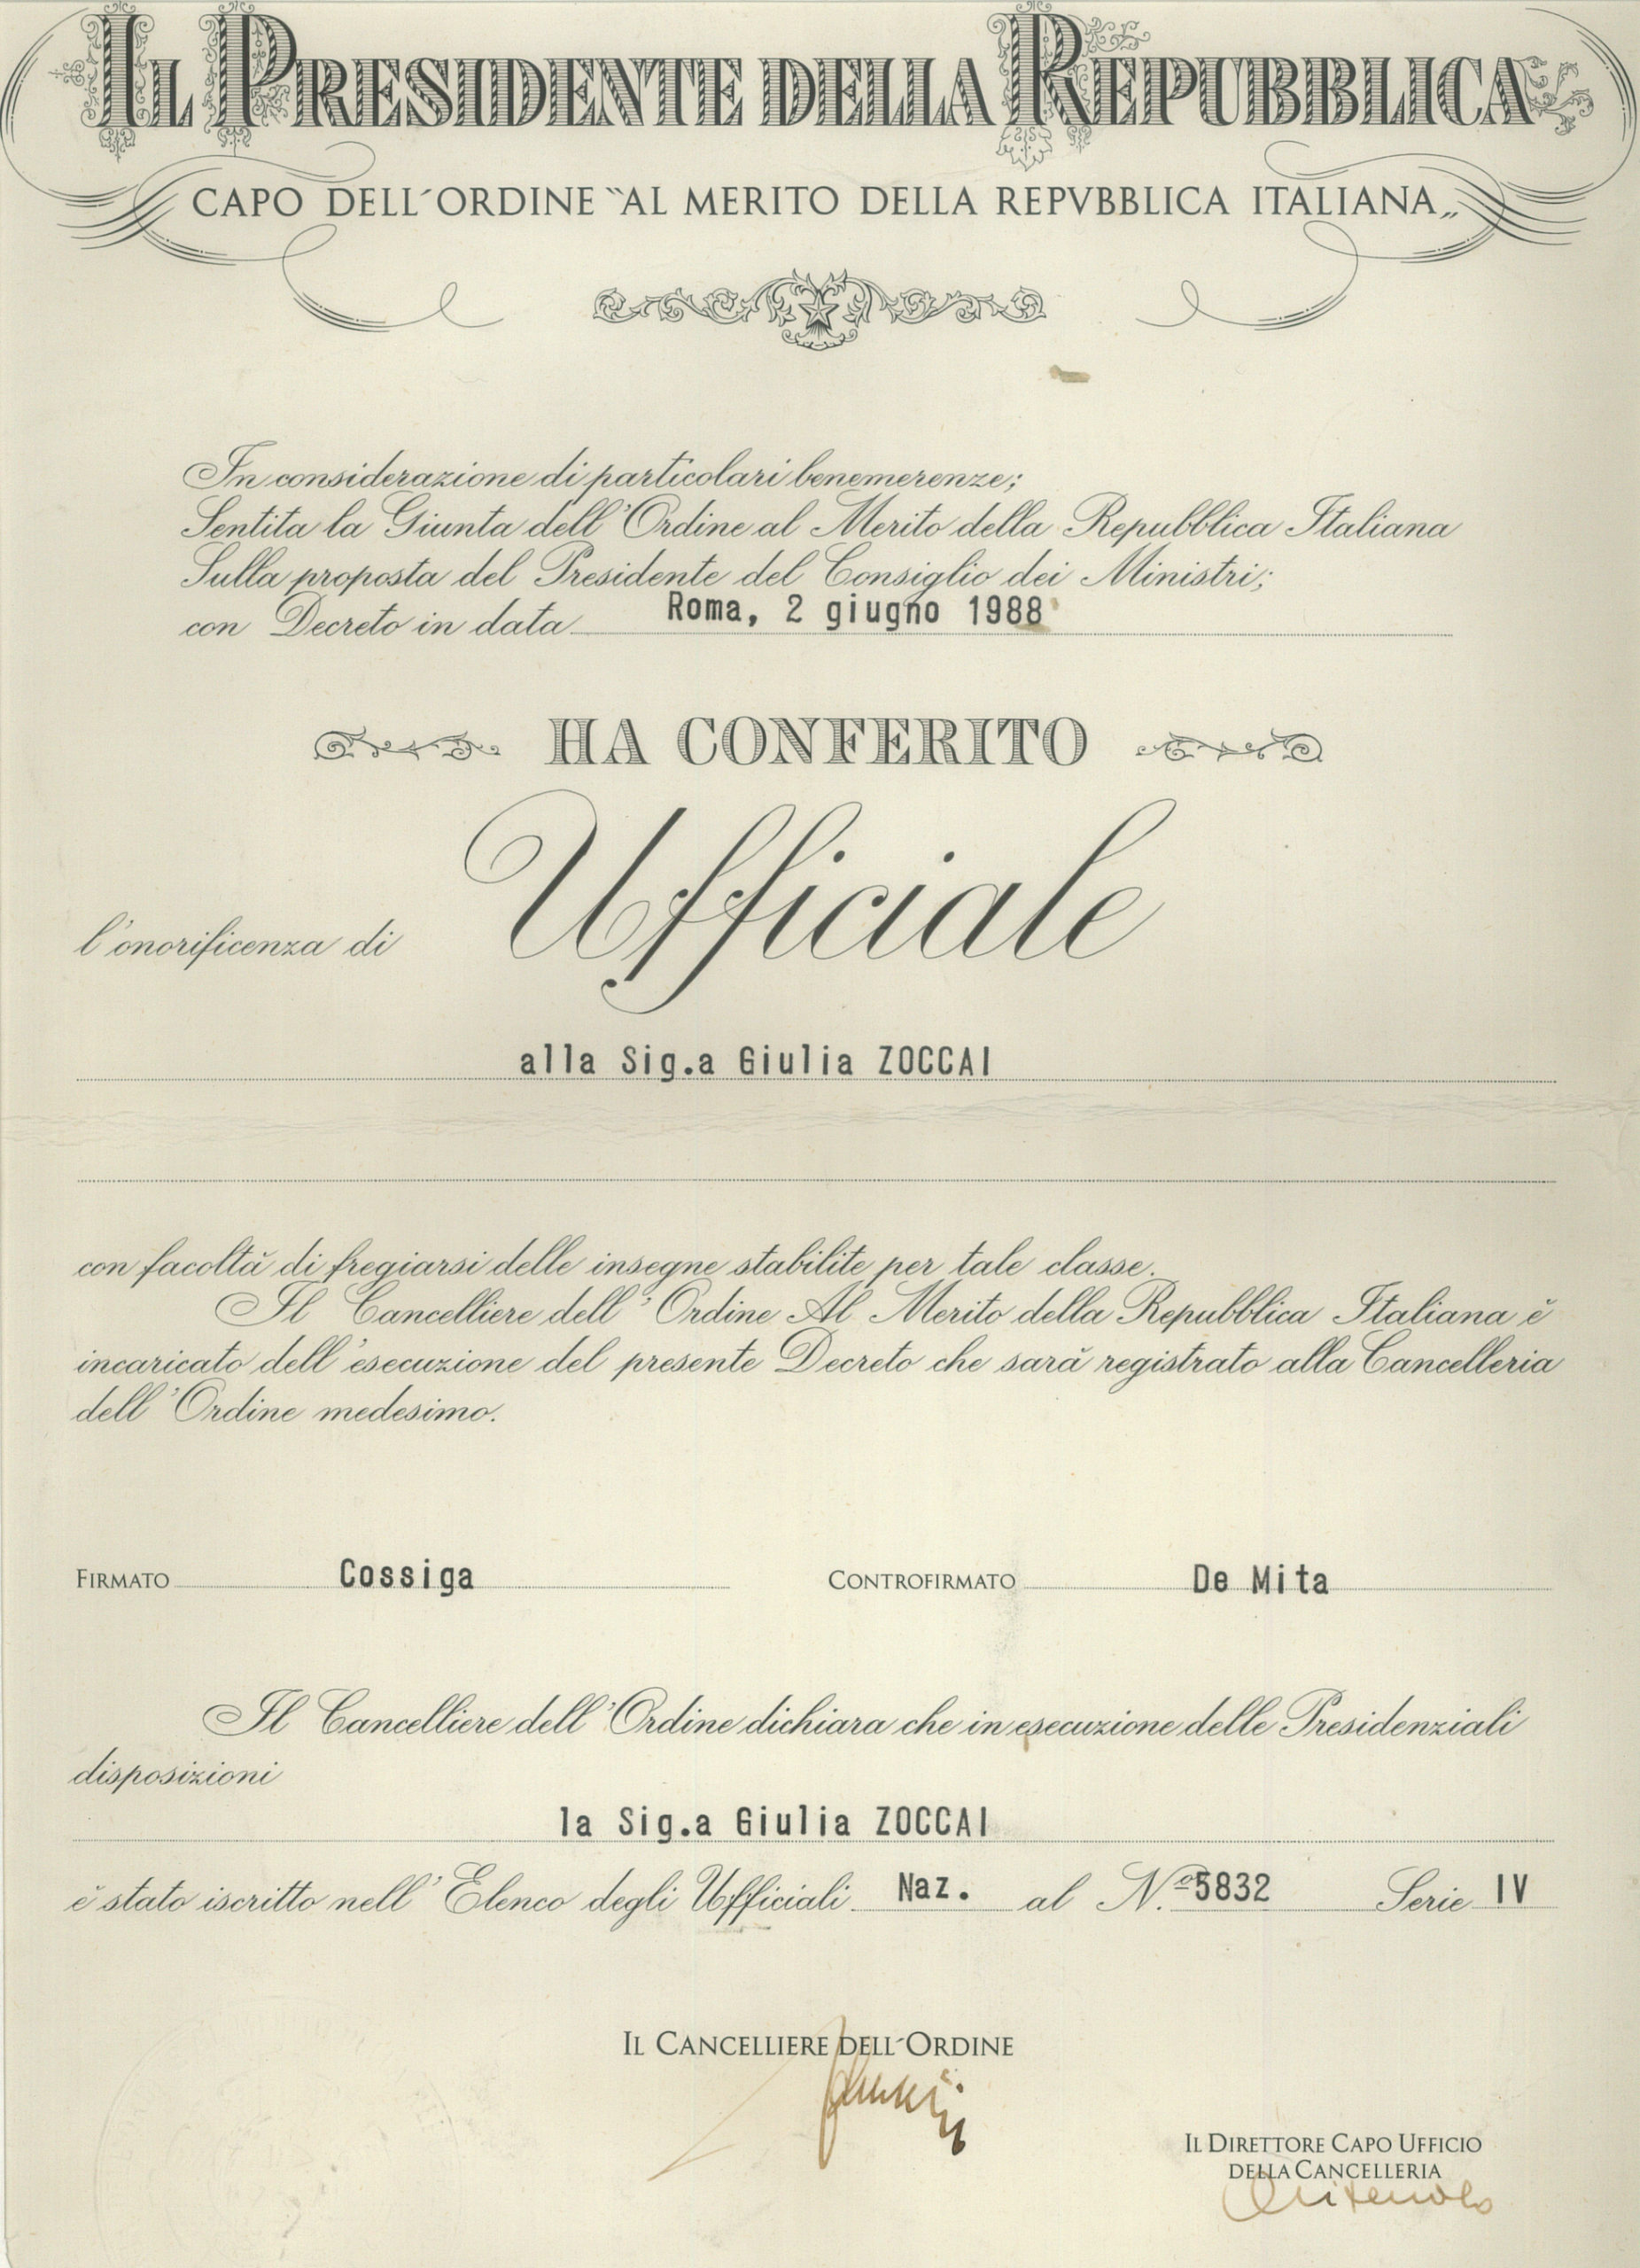 IL PRESIDENTE DELLA REPUBBLICA
CAPO DELL´ORDINE “AL MERITO DELLA REPVBBLICA ITALIANA„
In considerazione di particolari benemerenze;
Sentita la Giunta dell'Ordine al Merito della Repubblica Italiana
Sulla proposta del Presidente del Consiglio dei Ministri;
con Decreto in data Roma, 2 giugno 1988
HA CONFERITO
l'onorificenza di Ufficiale
alla Sig.a Giulia ZOCCAI
con facoltà di fregiarsi delle insegne stabilite per tale classe.
Il Cancelliere dell'Ordine Al Merito della Repubblica Italiana è
incaricato dell'esecuzione del presente Decreto che sarà registrato alla Cancelleria
dell'Ordine medesimo.
FIRMATO Cossiga CONTROFIRMATO De Mita
Il Cancelliere dell'Ordine dichiara che in esecuzione delle Presidenziali
disposizioni
la Sig.a Giulia ZOCCAI
è stato iscritto nell'Elenco degli Ufficiali Naz. al N.º 5832 Serie IV
IL CANCELLIERE DELL´ORDINE
IL DIRETTORE CAPO UFFICIO
DELLA CANCELLERIA